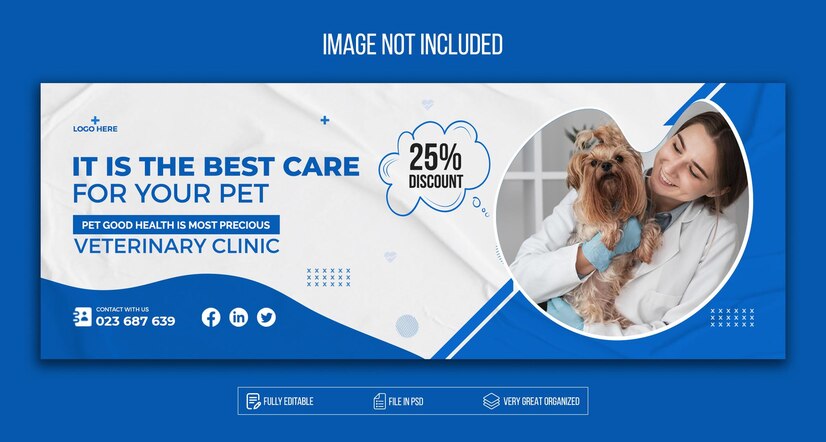 IMAGE NOT INCLUDED
LOGO HERE
IT IS THE BEST CARE
FOR YOUR PET
PET GOOD HEALTH IS MOST PRECIOUS
VETERINARY CLINIC
25%
DISCOUNT
CONTACT WITH US
023 687 639
FULLY EDITABLE
FILE IN PSD
VERY GREAT ORGANIZED